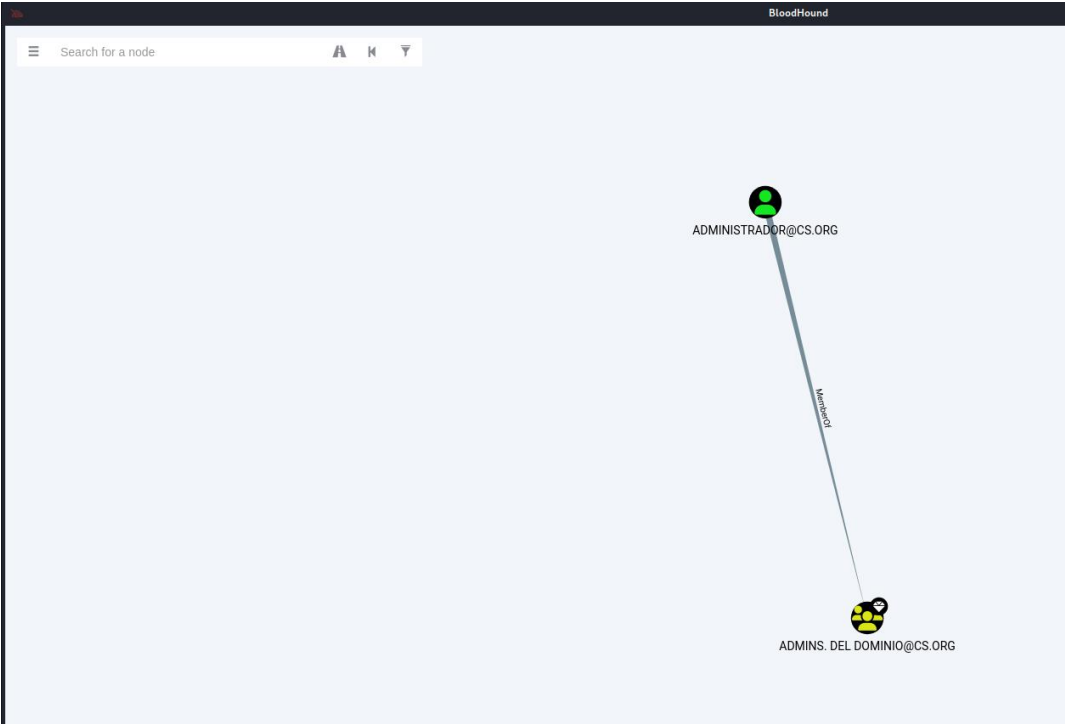 BloodHound
Search for a node
ADMINISTRADOR@CS.ORG
MemberOf
ADMINS. DEL DOMINIO@CS.ORG